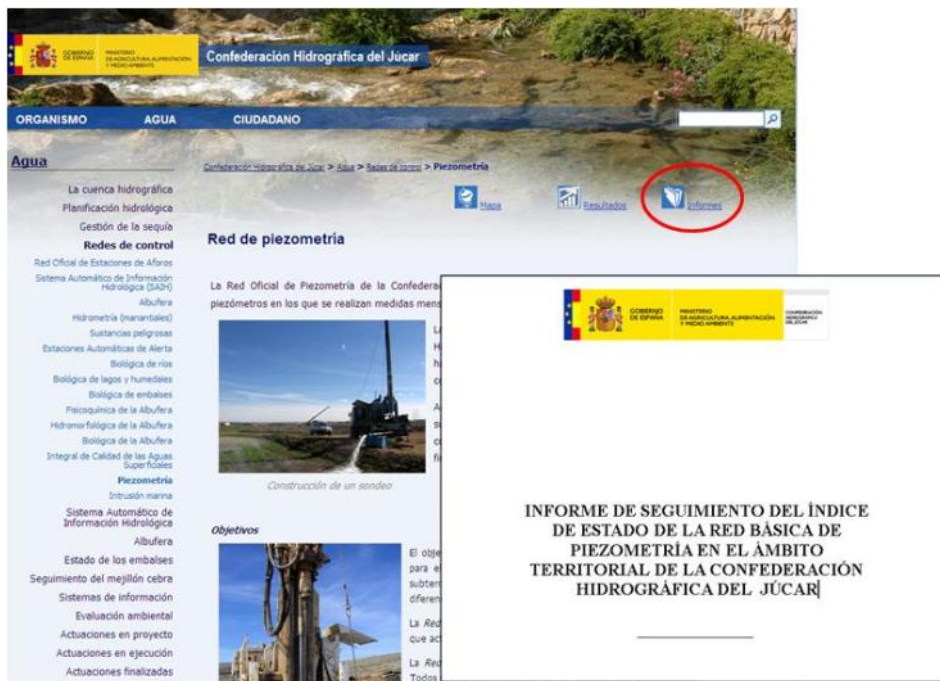 GOBIERNO DE ESPAÑA
MINISTERIO DE AGRICULTURA, ALIMENTACIÓN Y MEDIO AMBIENTE
Confederación Hidrográfica del Júcar
ORGANISMO AGUA CIUDADANO
Agua
Confederación Hidrográfica del Júcar > Agua > Redes de control > Piezometría
Mapa Resultados Informes
La cuenca hidrográfica
Planificación hidrológica
Gestión de la sequía
Redes de control
Red Oficial de Estaciones de Aforos
Sistema Automático de Información
Hidrológica (SAIH)
Albufera
Hidrometría (manantiales)
Sustancias peligrosas
Estaciones Automáticas de Alerta
Biológica de ríos
Biológica de lagos y humedales
Biológica de embalses
Fisicoquímica de la Albufera
Hidromorfológica de la Albufera
Biológica de la Albufera
Integral de Calidad de las Aguas
Superficiales
Piezometría
Intrusión marina
Sistema Automático de
Información Hidrológica
Albufera
Estado de los embalses
Seguimiento del mejillón cebra
Sistemas de información
Evaluación ambiental
Actuaciones en proyecto
Actuaciones en ejecución
Actuaciones finalizadas
Red de piezometría
La Red Oficial de Piezometría de la
piezómetros en los que se realizan medidas
Construcción de un sondeo
Objetivos
El
para
La Red
que
La Red
Todos
GOBIERNO
DE ESPAÑA
MINISTERIO
DE AGRICULTURA, ALIMENTACIÓN
Y MEDIO AMBIENTE
CONFEDERACIÓN
HIDROGRÁFICA
DEL JÚCAR
INFORME DE SEGUIMIENTO DEL ÍNDICE
DE ESTADO DE LA RED BÀSICA DE
PIEZOMETRÍA EN EL ÁMBITO
TERRITORIAL DE LA CONFEDERACIÓN
HIDROGRÁFICA DEL JÚCAR